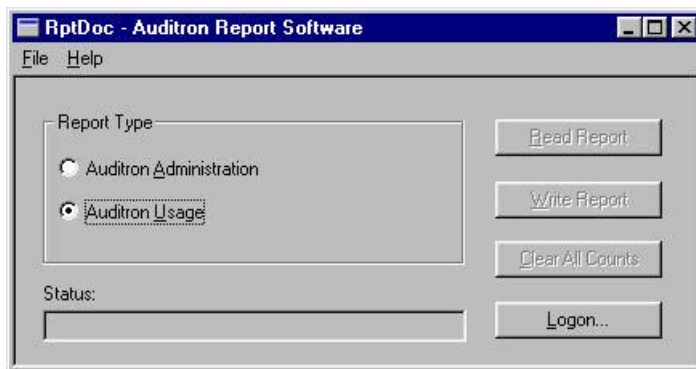 RptDoc - Auditron Report Software
File Help
Report Type
Auditron Administration
Auditron Usage
Read Report
Write Report
Clear All Counts
Status:
Logon...